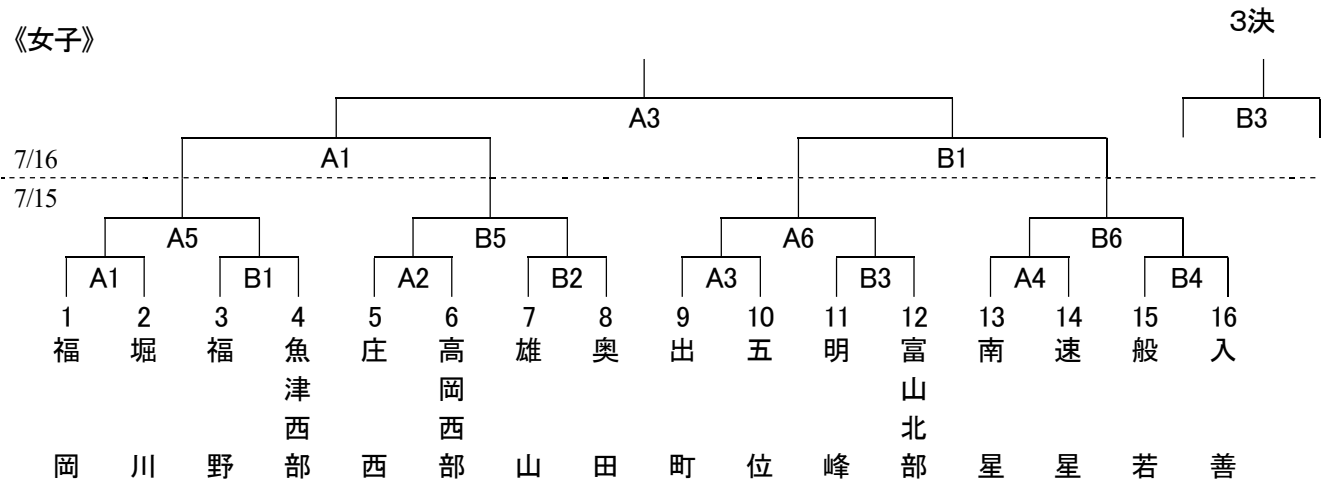 《女子》
3決
A3
B3
A1
B1
7/16
7/15
A5
B5
A6
B6
A1
B1
A2
B2
A3
B3
A4
B4
1 2 3 4 5 6 7 8 9 10 11 12 13 14 15 16
福岡
堀川
福野
魚津西部
庄西
高岡西部
雄山
奥田
出町
五位
明峰
富山北部
南星
速星
般若
入善